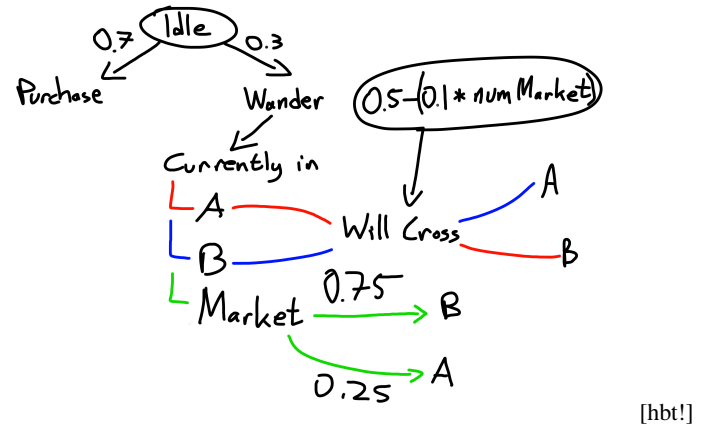 Idle
0.7 0.3
Purchase Wander 0.5-(0.1 * numMarket)
Currently in
A A
Will Cross
B B
0.75
Market B
A
0.25
[hbt!]